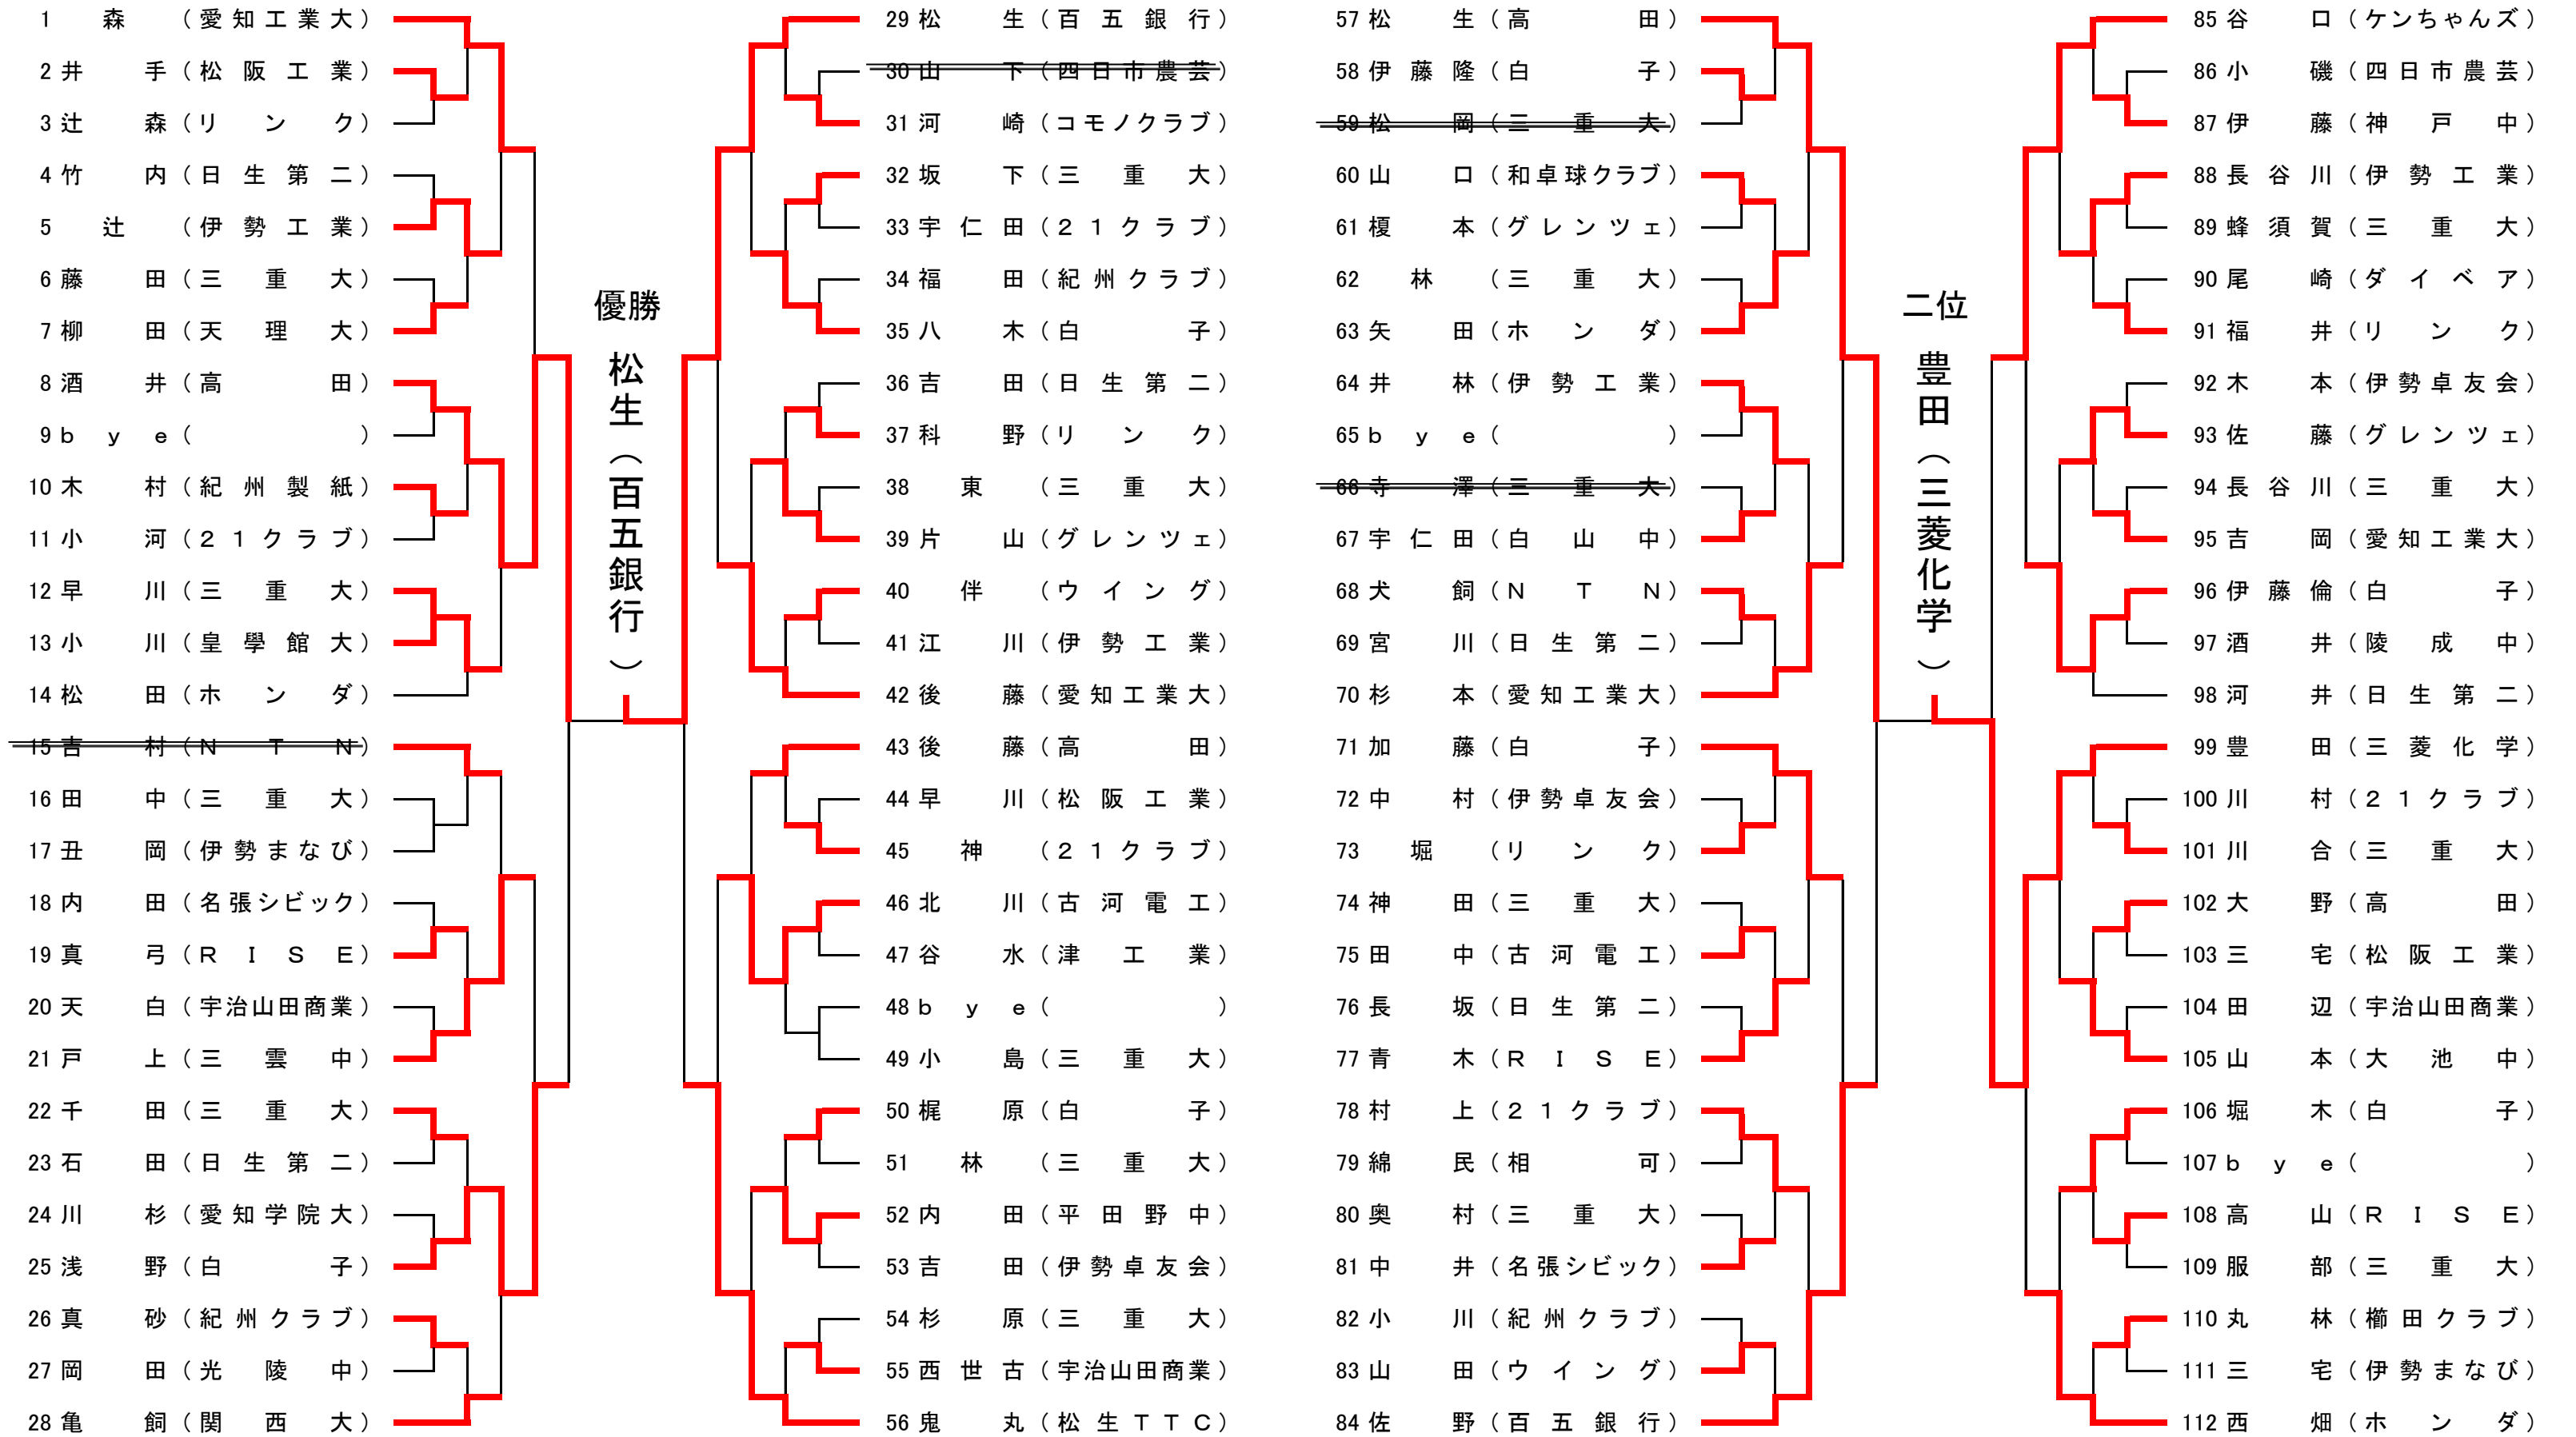 1 森 （愛知工業大）
2 井手（松阪工業）
3 辻森（リンク）
4 竹内（日生第二）
5 辻 （伊勢工業）
6 藤田（三重大）
7 柳田（天理大）
8 酒井（高田）
9 ｂｙｅ（ ）
10 木村（紀州製紙）
11 小河（２１クラブ）
12 早川（三重大）
13 小川（皇學館大）
14 松田（ホンダ）
15 吉村（ＮＴＮ）
16 田中（三重大）
17 丑岡（伊勢まなび）
18 内田（名張シビック）
19 真弓（ＲＩＳＥ）
20 天白（宇治山田商業）
21 戸上（三雲中）
22 千田（三重大）
23 石田（日生第二）
24 川杉（愛知学院大）
25 浅野（白子）
26 真砂（紀州クラブ）
27 岡田（光陵中）
28 亀飼（関西大）
優勝
松生（百五銀行）
29 松生（百五銀行）
30 山下（四日市農芸）
31 河崎（コモノクラブ）
32 坂下（三重大）
33 宇仁田（２１クラブ）
34 福田（紀州クラブ）
35 八木（白子）
36 吉田（日生第二）
37 科野（リンク）
38 東 （三重大）
39 片山（グレンツェ）
40 伴 （ウイング）
41 江川（伊勢工業）
42 後藤（愛知工業大）
43 後藤（高田）
44 早川（松阪工業）
45 神 （２１クラブ）
46 北川（古河電工）
47 谷水（津工業）
48 ｂｙｅ（ ）
49 小島（三重大）
50 梶原（白子）
51 林 （三重大）
52 内田（平田野中）
53 吉田（伊勢卓友会）
54 杉原（三重大）
55 西世古（宇治山田商業）
56 鬼丸（松生ＴＴＣ）
57 松生（高田）
58 伊藤隆（白子）
59 松岡（三重大）
60 山口（和卓球クラブ）
61 榎本（グレンツェ）
62 林 （三重大）
63 矢田（ホンダ）
64 井林（伊勢工業）
65 ｂｙｅ（ ）
66 寺澤（三重大）
67 宇仁田（白山中）
68 犬飼（ＮＴＮ）
69 宮川（日生第二）
70 杉本（愛知工業大）
71 加藤（白子）
72 中村（伊勢卓友会）
73 堀 （リンク）
74 神田（三重大）
75 田中（古河電工）
76 長坂（日生第二）
77 青木（ＲＩＳＥ）
78 村上（２１クラブ）
79 綿民（相可）
80 奥村（三重大）
81 中井（名張シビック）
82 小川（紀州クラブ）
83 山田（ウイング）
84 佐野（百五銀行）
二位
豊田（三菱化学）
85 谷口（ケンちゃんズ）
86 小磯（四日市農芸）
87 伊藤（神戸中）
88 長谷川（伊勢工業）
89 蜂須賀（三重大）
90 尾崎（ダイベア）
91 福井（リンク）
92 木本（伊勢卓友会）
93 佐藤（グレンツェ）
94 長谷川（三重大）
95 吉岡（愛知工業大）
96 伊藤倫（白子）
97 酒井（陵成中）
98 河井（日生第二）
99 豊田（三菱化学）
100 川村（２１クラブ）
101 川合（三重大）
102 大野（高田）
103 三宅（松阪工業）
104 田辺（宇治山田商業）
105 山本（大池中）
106 堀木（白子）
107 ｂｙｅ（ ）
108 高山（ＲＩＳＥ）
109 服部（三重大）
110 丸林（櫛田クラブ）
111 三宅（伊勢まなび）
112 西畑（ホンダ）